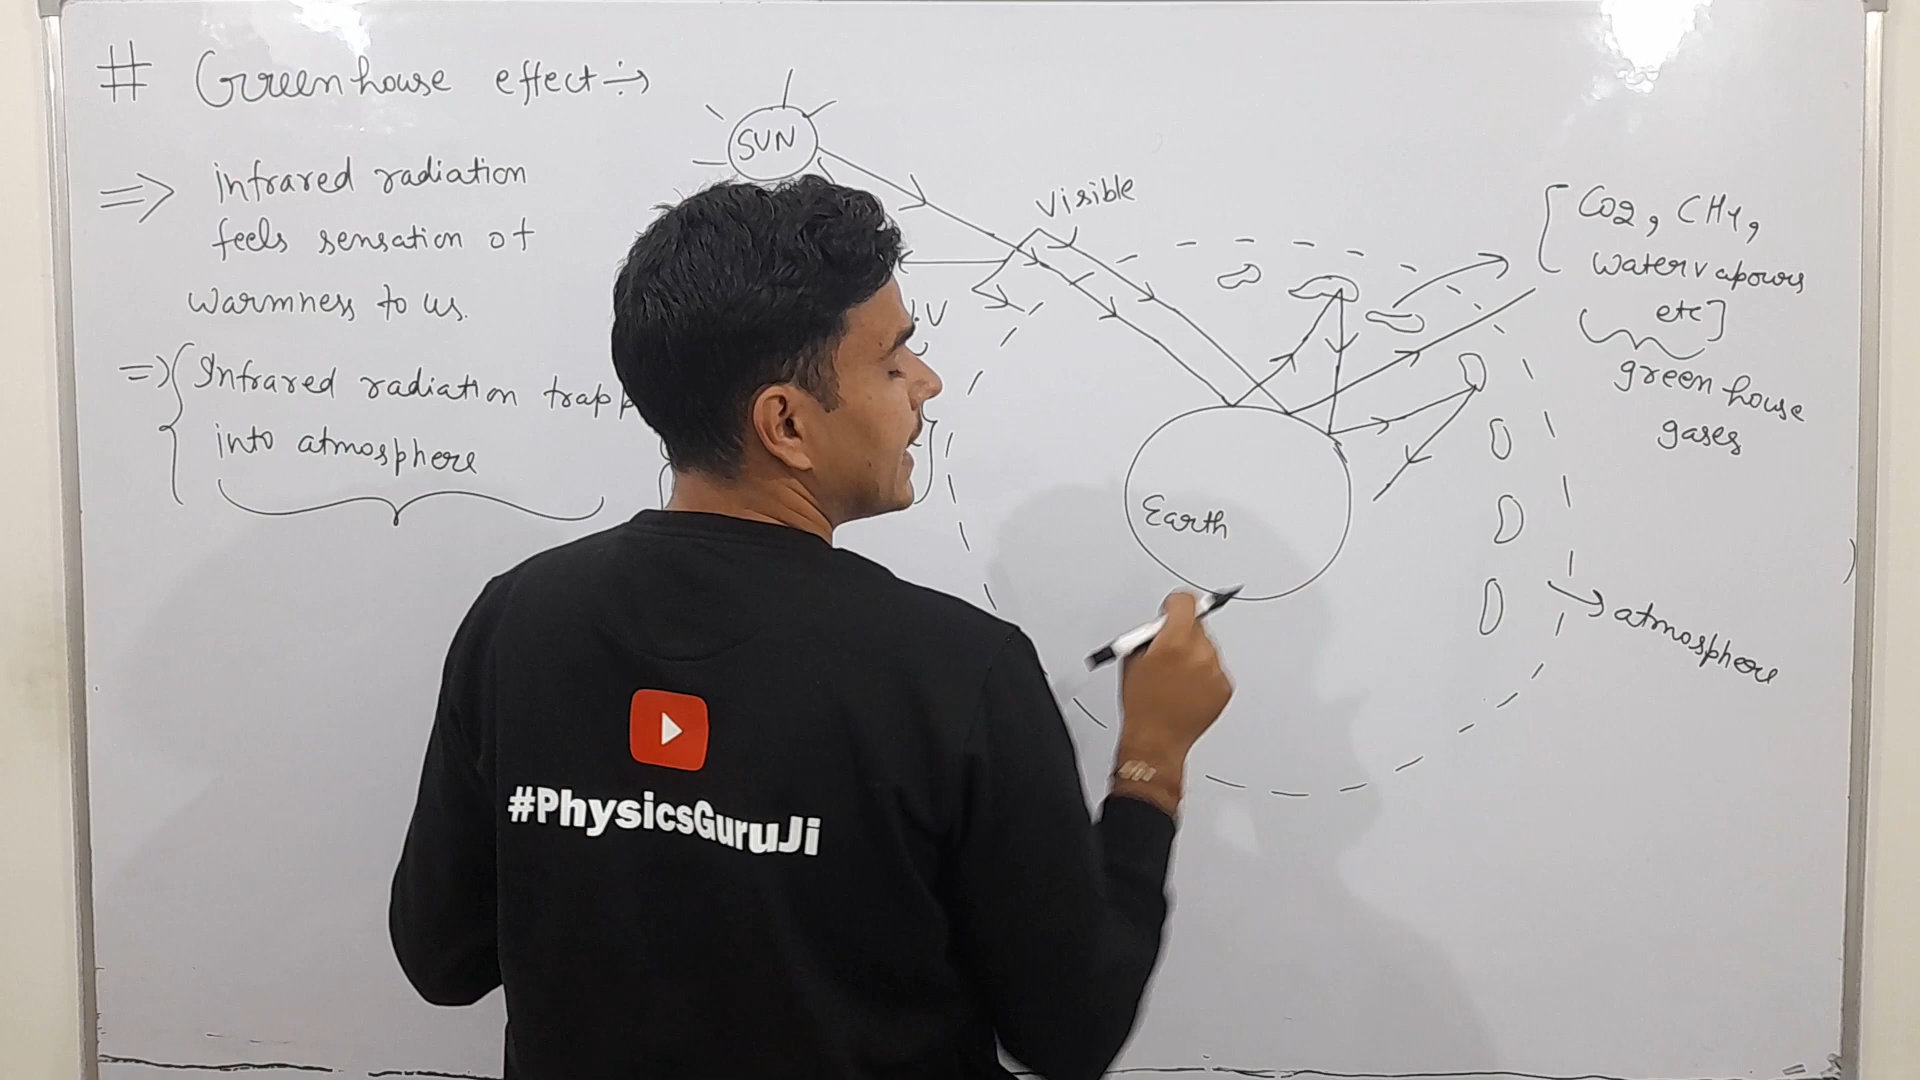 # Greenhouse effect ÷→
⇒ infrared radiation
feels sensation of
warmness to us.
⇒ { Infrared radiation
into atmosphere
SUN
Visible
[CO2, CH4,
water vapours
etc]
green house
gases
Earth
→ atmosphere
#PhysicsGuruJi